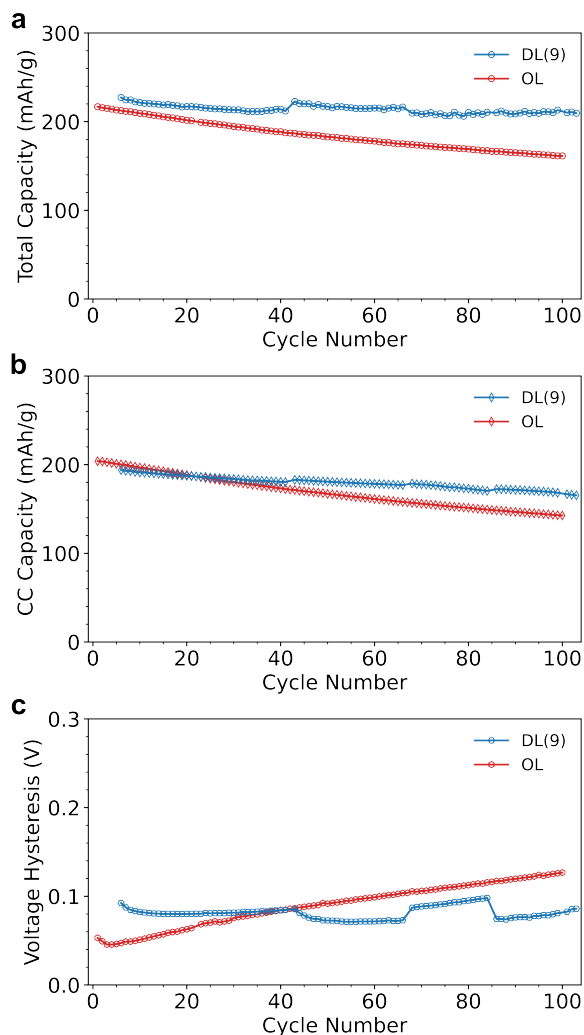 a
Total Capacity (mAh/g)
300
200
100
0
DL(9)
OL
0 20 40 60 80 100
Cycle Number
b
CC Capacity (mAh/g)
300
200
100
0
DL(9)
OL
0 20 40 60 80 100
Cycle Number
c
Voltage Hysteresis (V)
0.3
0.2
0.1
0.0
DL(9)
OL
0 20 40 60 80 100
Cycle Number